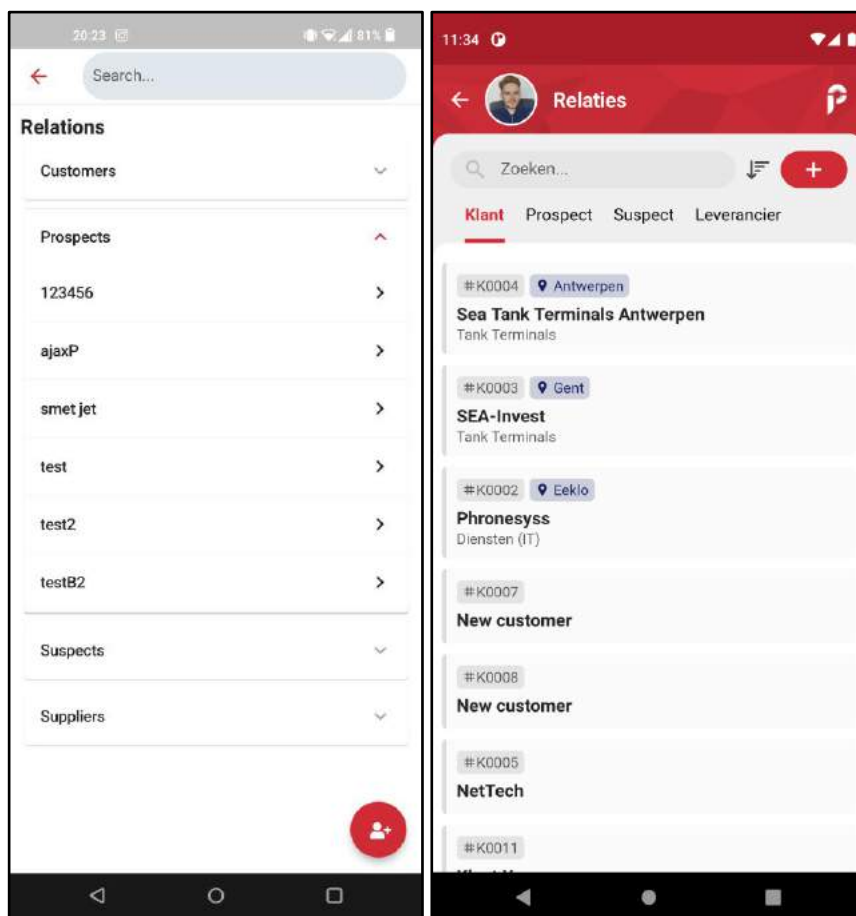 20:23
81%
Search...
Relations
Customers
Prospects
123456
ajaxP
smet jet
test
test2
testB2
Suspects
Suppliers
11:34
Relaties
Zoeken...
Klant Prospect Suspect Leverancier
#K0004 Antwerpen
Sea Tank Terminals Antwerpen
Tank Terminals
#K0003 Gent
SEA-Invest
Tank Terminals
#K0002 Eeklo
Phronesyss
Diensten (IT)
#K0007
New customer
#K0008
New customer
#K0005
NetTech
#K0011